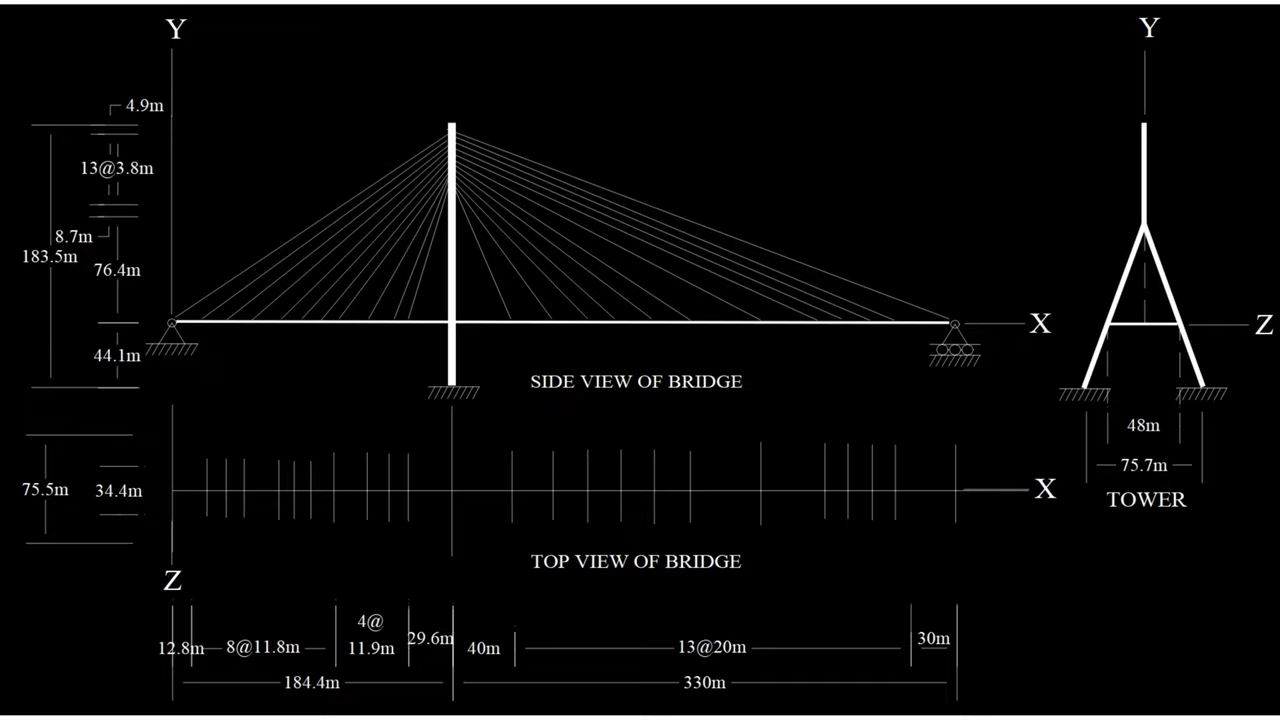 Y
Y
4.9m
13@3.8m
8.7m
183.5m
76.4m
X
Z
44.1m
SIDE VIEW OF BRIDGE
48m
75.7m
75.5m
34.4m
X
TOWER
TOP VIEW OF BRIDGE
Z
4@
12.8m
8@11.8m
11.9m
29.6m
40m
13@20m
30m
184.4m
330m